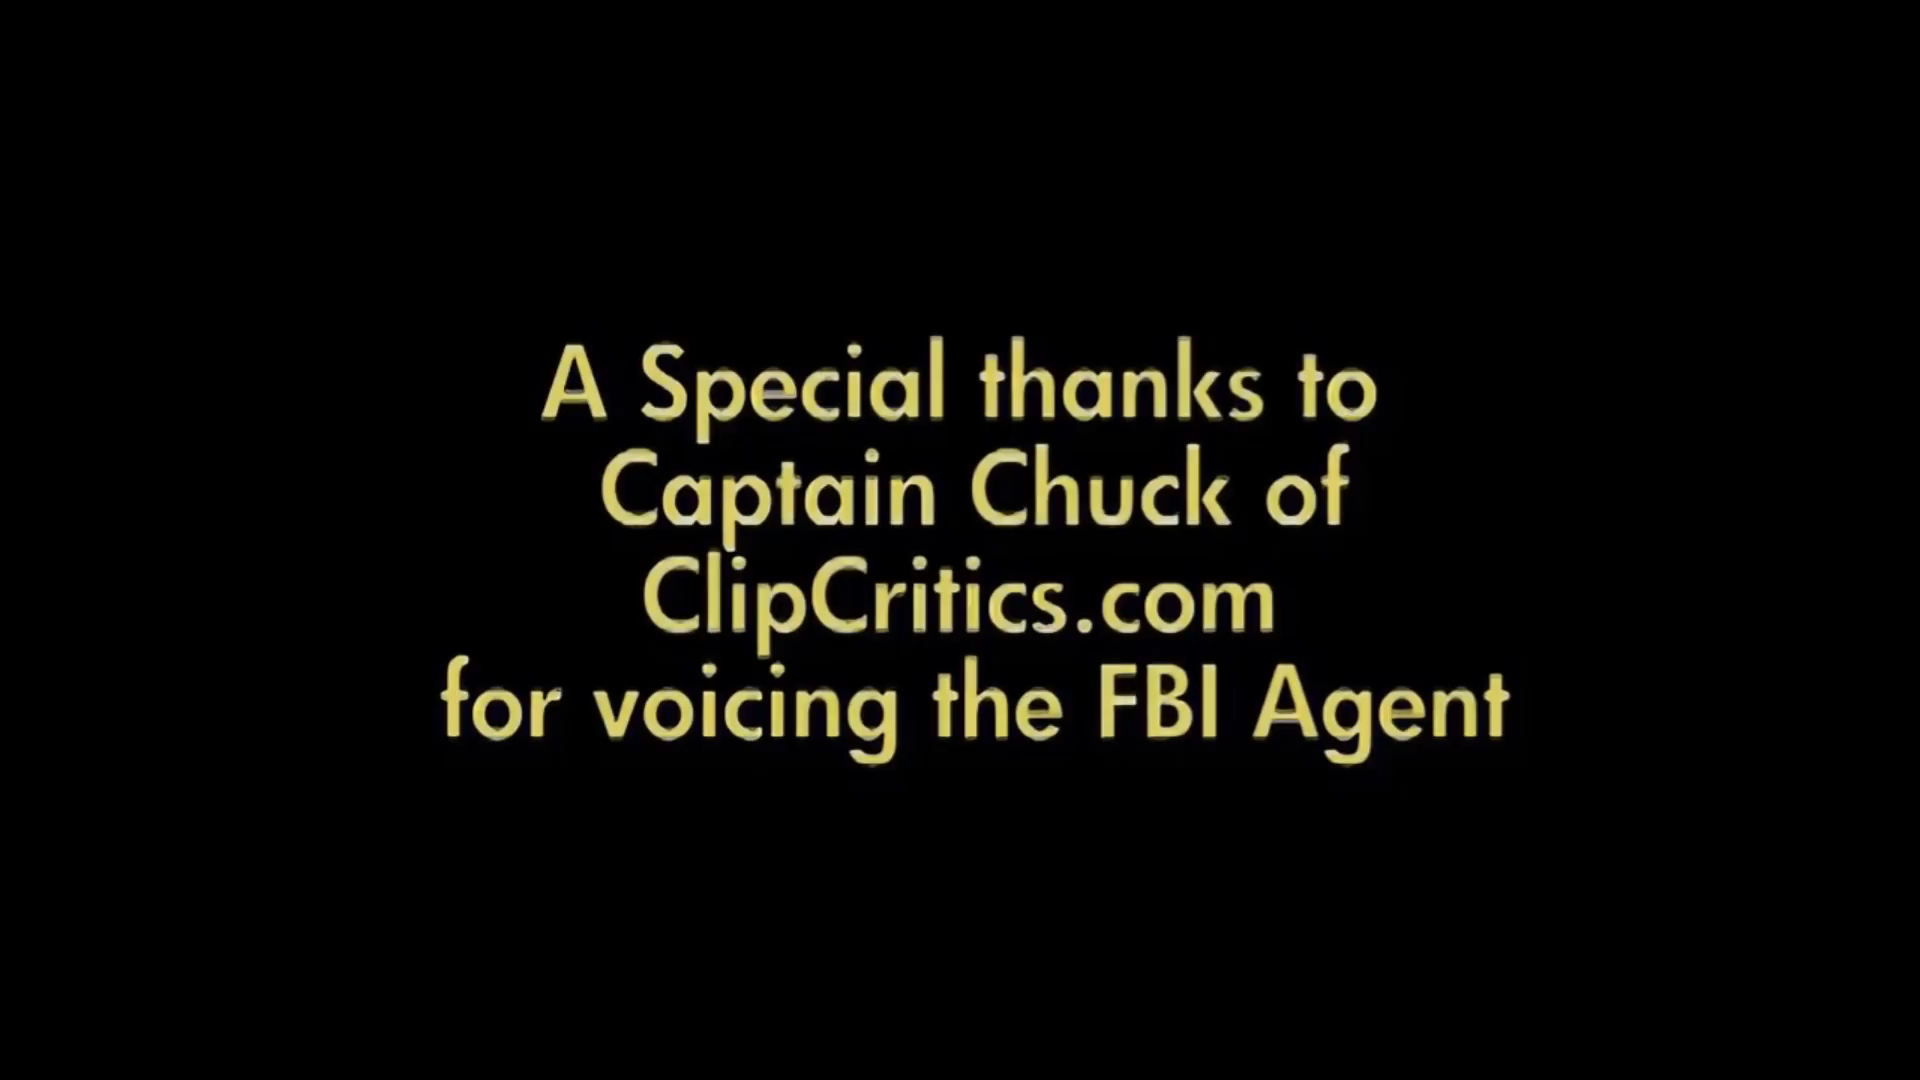 A Special thanks to
Captain Chuck of
ClipCritics.com
for voicing the FBI Agent